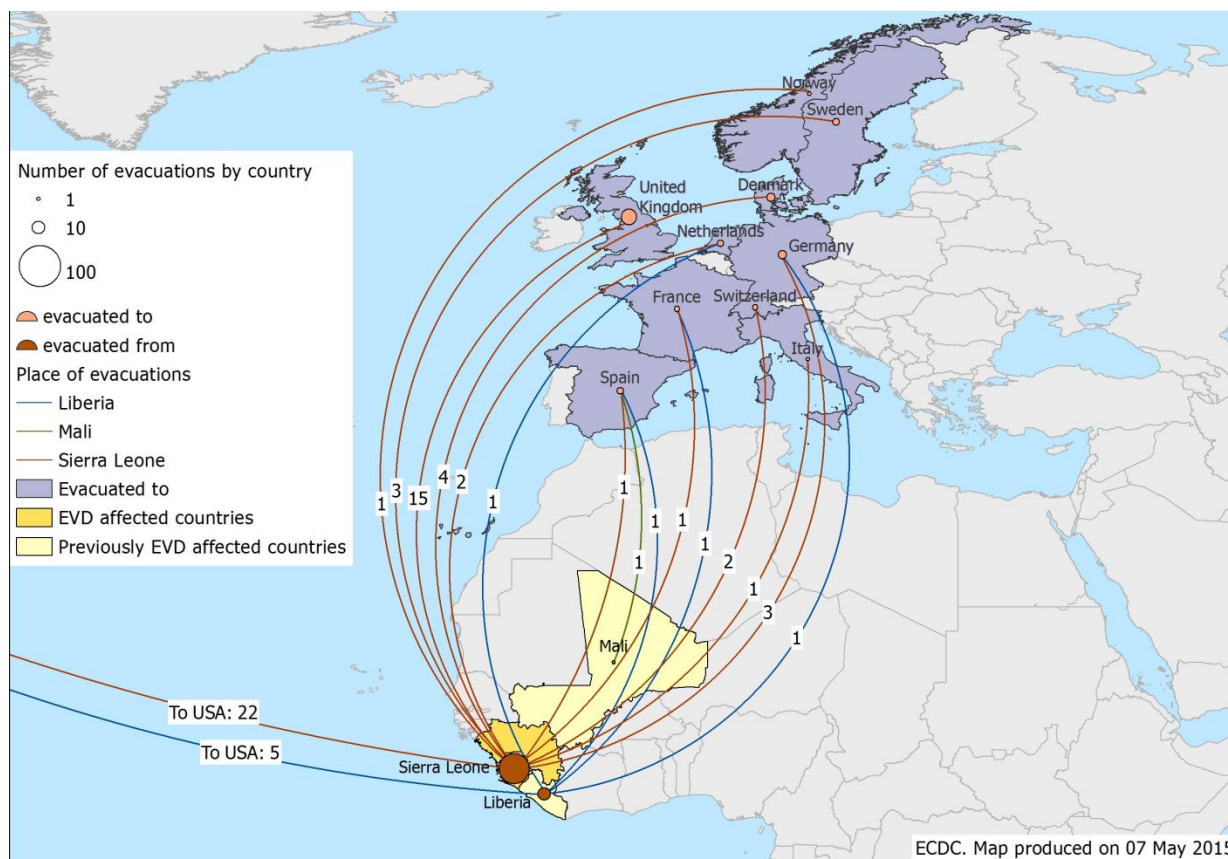 Norway
Sweden
Number of evacuations by country
1
10
100
United
Kingdom
Denmark
Netherlands
Germany
evacuated to
evacuated from
Place of evacuations
Liberia
Mali
Sierra Leone
Evacuated to
EVD affected countries
Previously EVD affected countries
France
Switzerland
Italy
Spain
1
3
15
4
2
1
1
1
1
1
1
2
1
3
1
Mali
To USA: 22
To USA: 5
Sierra Leone
Liberia
ECDC. Map produced on 07 May 2015